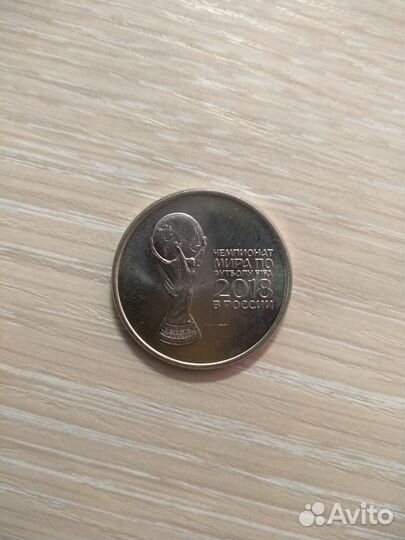 ЧЕМПИОНАТ
МИРА ПО
ФУТБОЛУ FIFA
2018
В РОССИИ
Avito